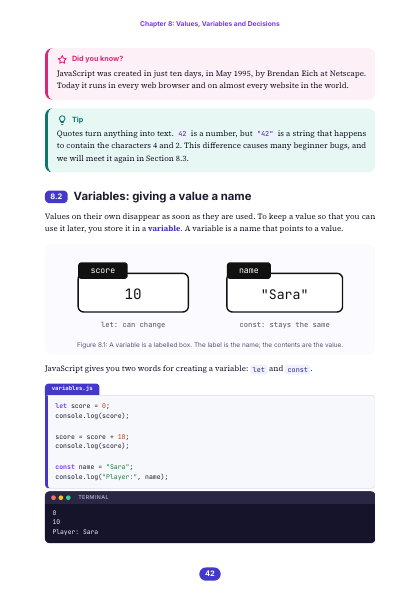 Chapter 8: Values, Variables and Decisions
Did you know?
JavaScript was created in just ten days, in May 1995, by Brendan Eich at Netscape.
Today it runs in every web browser and on almost every website in the world.
Tip
Quotes turn anything into text. 42 is a number, but "42" is a string that happens
to contain the characters 4 and 2. This difference causes many beginner bugs, and
we will meet it again in Section 8.3.
8.2 Variables: giving a value a name
Values on their own disappear as soon as they are used. To keep a value so that you can
use it later, you store it in a variable. A variable is a name that points to a value.
score
name
10
"Sara"
let: can change
const: stays the same
Figure 8.1: A variable is a labelled box. The label is the name; the contents are the value.
JavaScript gives you two words for creating a variable: let and const.
variables.js
let score = 0;
console.log(score);
score = score + 10;
console.log(score);
const name = "Sara";
console.log("Player:", name);
TERMINAL
0
10
Player: Sara
42